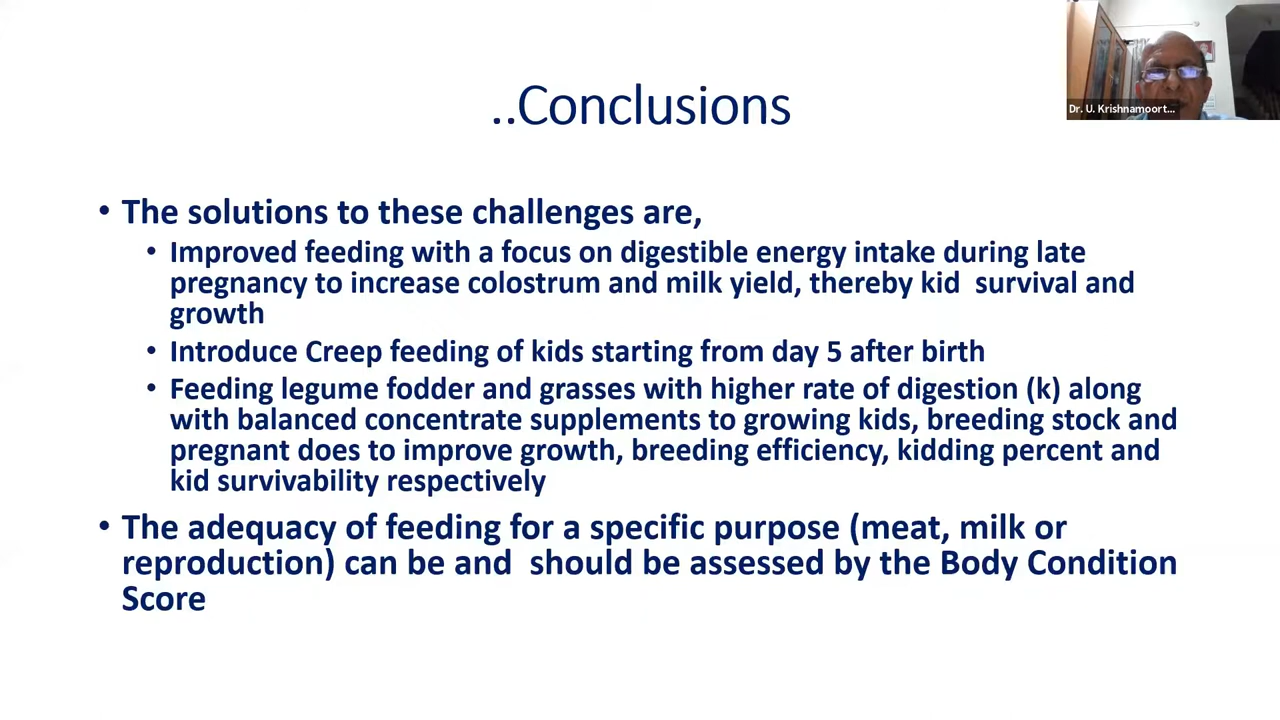 Dr. U. Krishnamoort...
..Conclusions
• The solutions to these challenges are,
• Improved feeding with a focus on digestible energy intake during late
pregnancy to increase colostrum and milk yield, thereby kid  survival and
growth
• Introduce Creep feeding of kids starting from day 5 after birth
• Feeding legume fodder and grasses with higher rate of digestion (k) along
with balanced concentrate supplements to growing kids, breeding stock and
pregnant does to improve growth, breeding efficiency, kidding percent and
kid survivability respectively
• The adequacy of feeding for a specific purpose (meat, milk or
reproduction) can be and  should be assessed by the Body Condition
Score